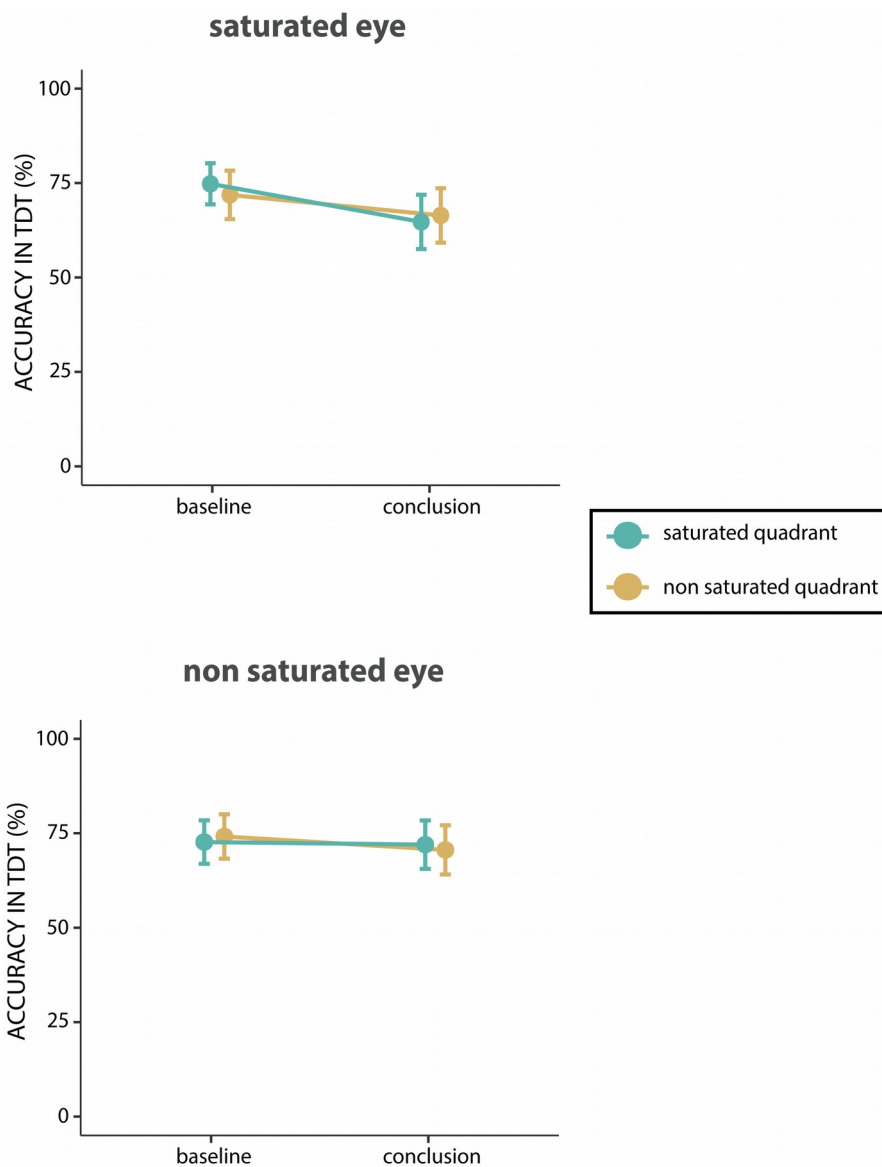 saturated eye
ACCURACY IN TDT (%)
100
75
50
25
0
baseline conclusion
saturated quadrant
non saturated quadrant
non saturated eye
ACCURACY IN TDT (%)
100
75
50
25
0
baseline conclusion